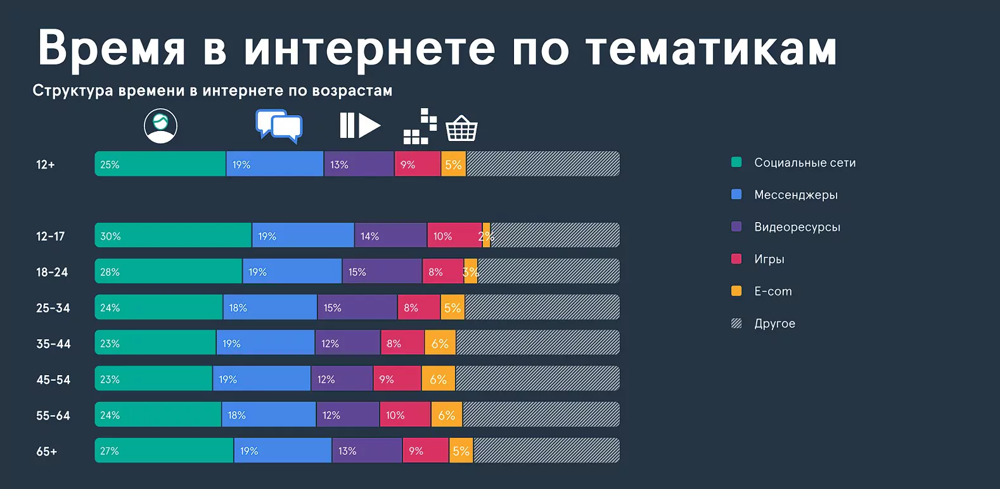 Время в интернете по тематикам
Структура времени в интернете по возрастам
12+ 25% 19% 13% 9% 5%
12-17 30% 19% 14% 10% 2%
18-24 28% 19% 15% 8% 3%
25-34 24% 18% 15% 8% 5%
35-44 23% 19% 12% 8% 6%
45-54 23% 19% 12% 9% 6%
55-64 24% 18% 12% 10% 6%
65+ 27% 19% 13% 9% 5%
Социальные сети
Мессенджеры
Видеоресурсы
Игры
E-com
Другое